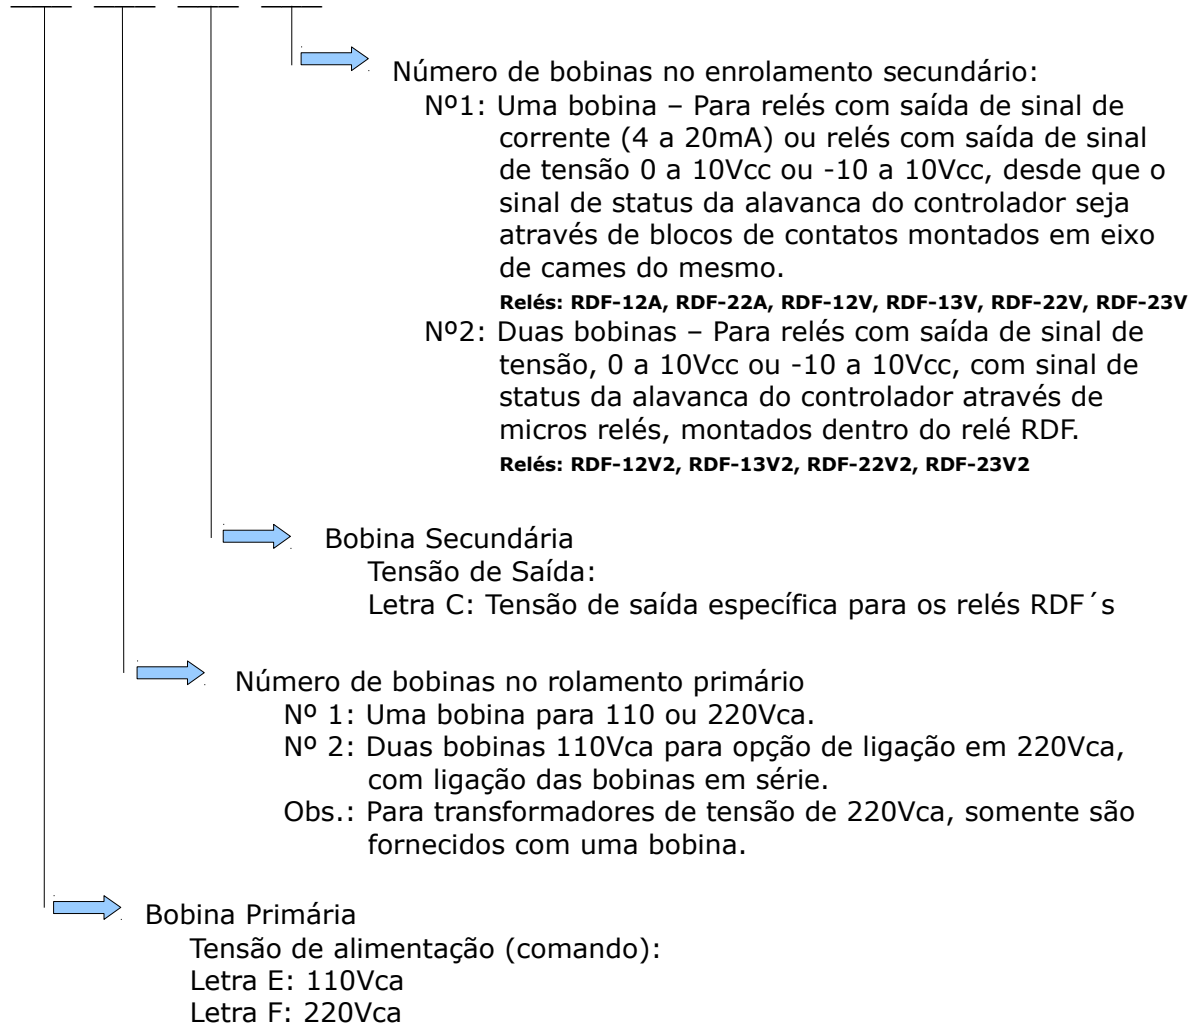 Número de bobinas no enrolamento secundário:
Nº1: Uma bobina – Para relés com saída de sinal de
corrente (4 a 20mA) ou relés com saída de sinal
de tensão 0 a 10Vcc ou -10 a 10Vcc, desde que o
sinal de status da alavanca do controlador seja
através de blocos de contatos montados em eixo
de cames do mesmo.
Relés: RDF-12A, RDF-22A, RDF-12V, RDF-13V, RDF-22V, RDF-23V
Nº2: Duas bobinas – Para relés com saída de sinal de
tensão, 0 a 10Vcc ou -10 a 10Vcc, com sinal de
status da alavanca do controlador através de
micros relés, montados dentro do relé RDF.
Relés: RDF-12V2, RDF-13V2, RDF-22V2, RDF-23V2
Bobina Secundária
Tensão de Saída:
Letra C: Tensão de saída específica para os relés RDF´s
Número de bobinas no rolamento primário
Nº 1: Uma bobina para 110 ou 220Vca.
Nº 2: Duas bobinas 110Vca para opção de ligação em 220Vca,
com ligação das bobinas em série.
Obs.: Para transformadores de tensão de 220Vca, somente são
fornecidos com uma bobina.
Bobina Primária
Tensão de alimentação (comando):
Letra E: 110Vca
Letra F: 220Vca